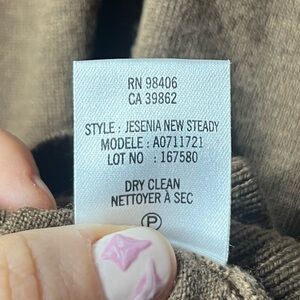 RN 98406
CA 39862
STYLE : JESENIA NEW STEADY
MODELE : A0711721
LOT NO : 167580
DRY CLEAN
NETTOYER À SEC
P